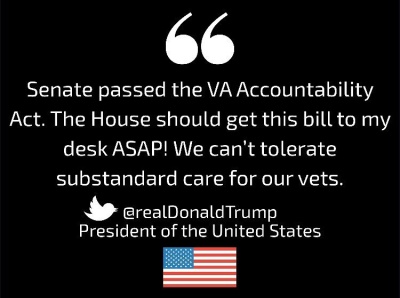 Senate passed the VA Accountability
Act. The House should get this bill to my
desk ASAP! We can't tolerate
substandard care for our vets.
@realDonaldTrump
President of the United States